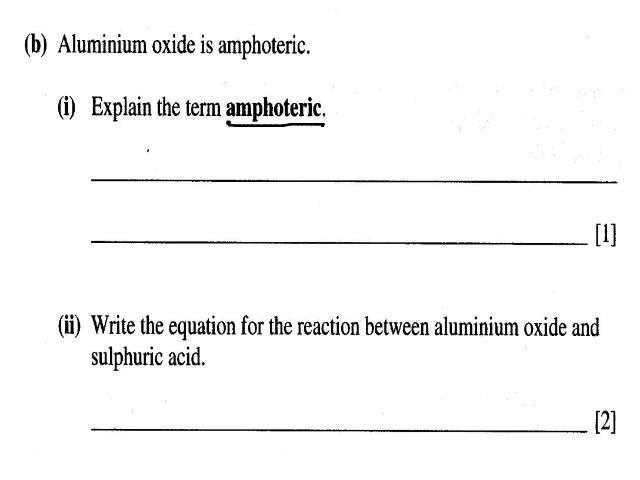 (b) Aluminium oxide is amphoteric.
(i) Explain the term amphoteric.
[1]
(ii) Write the equation for the reaction between aluminium oxide and
sulphuric acid.
[2]